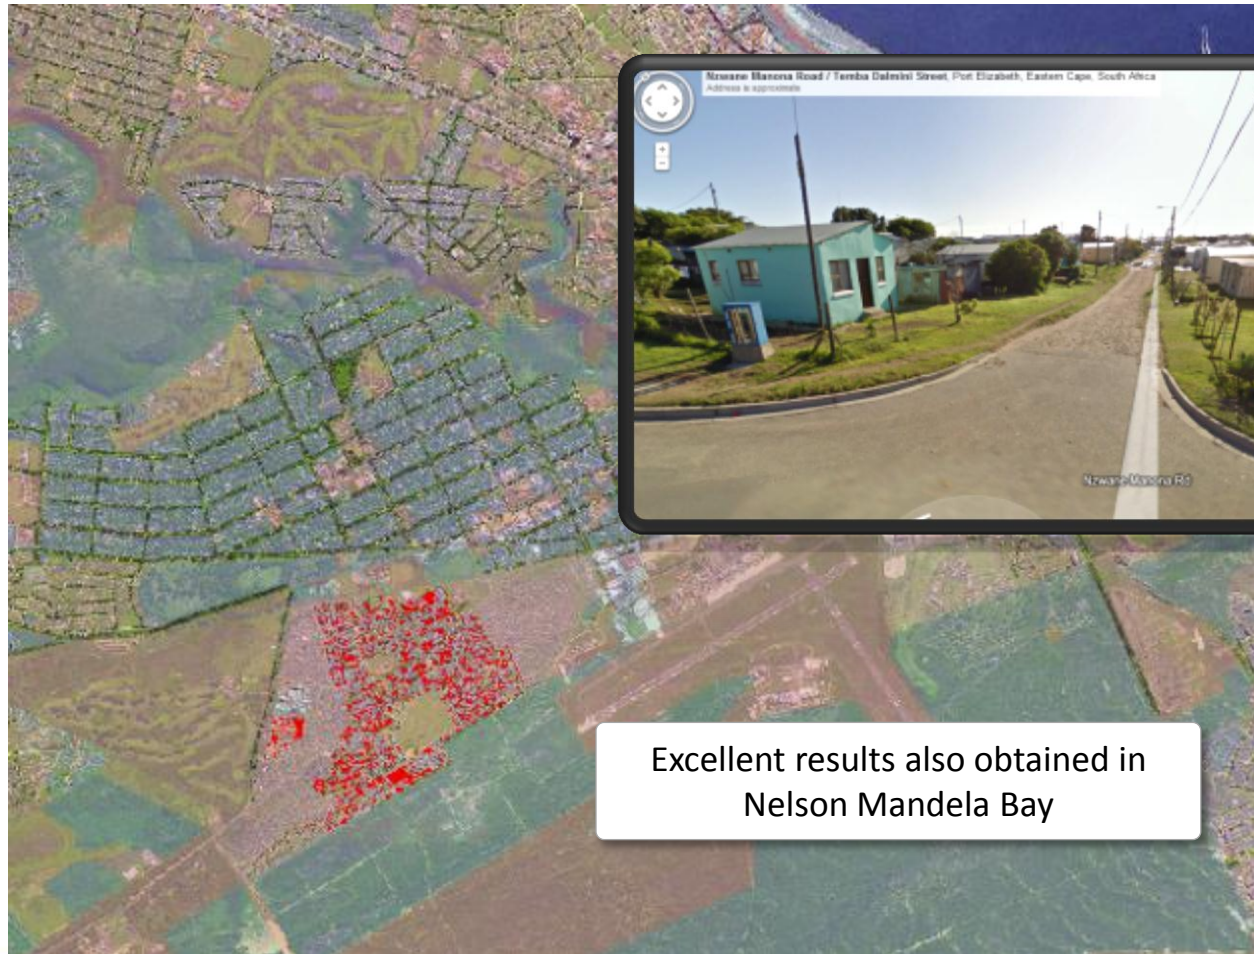 Nzwane Manona Road / Temba Dalmini Street, Port Elizabeth, Eastern Cape, South Africa
Address is approximate
Nzwane Manona Rd
Excellent results also obtained in
Nelson Mandela Bay